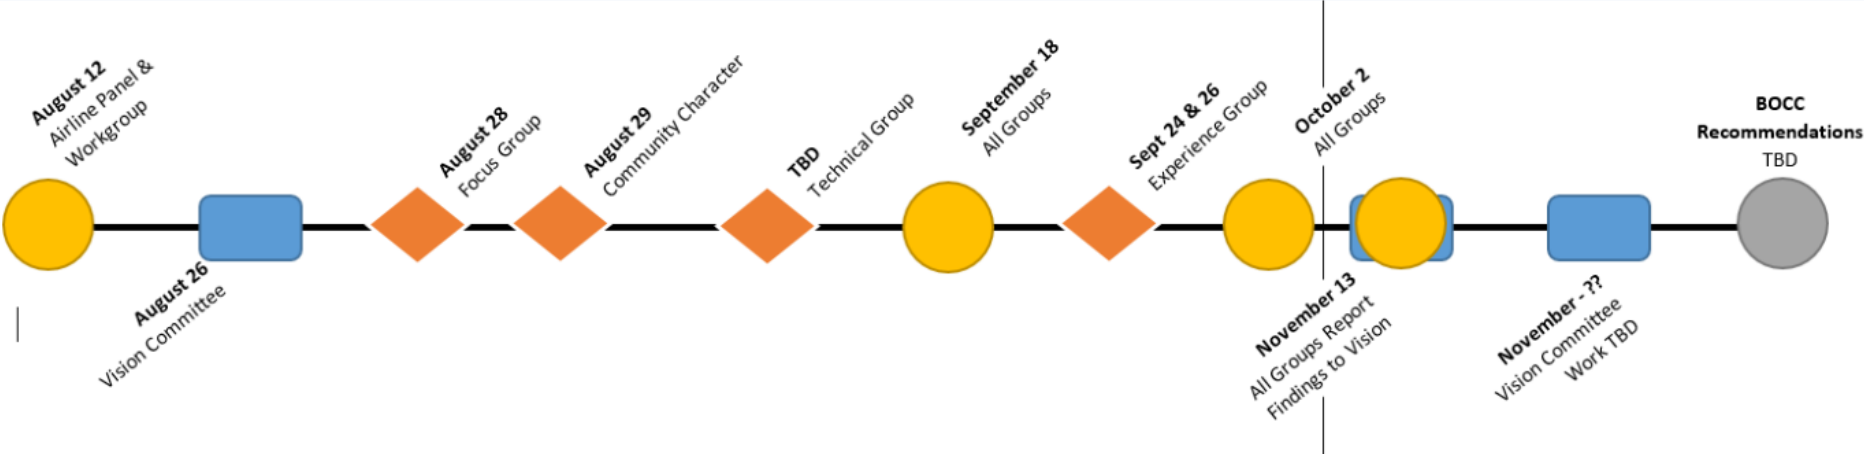 August 12
Airline Panel &
Workgroup
August 26
Vision Committee
August 28
Focus Group
August 29
Community Character
TBD
Technical Group
September 18
All Groups
Sept 24 & 26
Experience Group
October 2
All Groups
November 13
All Groups Report
Findings to Vision
November - ??
Vision Committee
Work TBD
BOCC
Recommendations
TBD